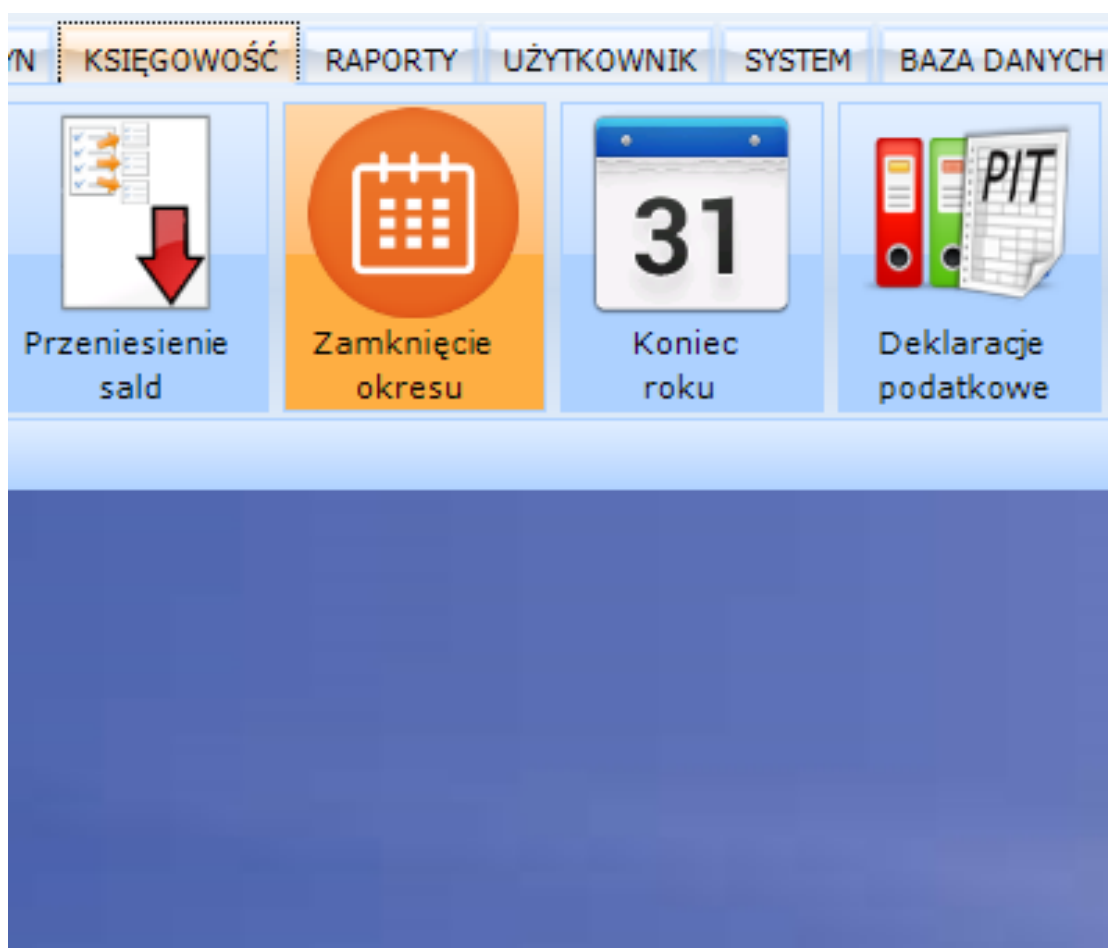 YN KSIĘGOWOŚĆ RAPORTY UŻYTKOWNIK SYSTEM BAZA DANYCH
31 PIT
Przeniesienie Zamknięcie Koniec Deklaracje
sald okresu roku podatkowe